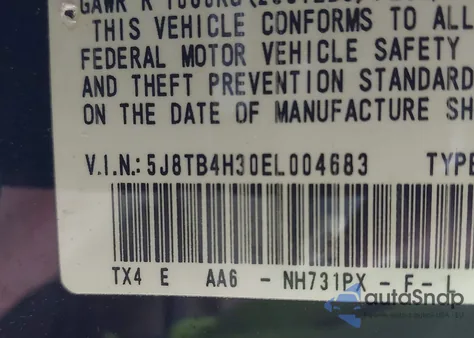 THIS VEHICLE CONFORMS TO ALL
FEDERAL MOTOR VEHICLE SAFETY
AND THEFT PREVENTION STANDARD
ON THE DATE OF MANUFACTURE SH
V.I.N.: 5J8TB4H30EL004683 TYPE
TX4 E AA6 - NH731PX - F - L
autoSnap